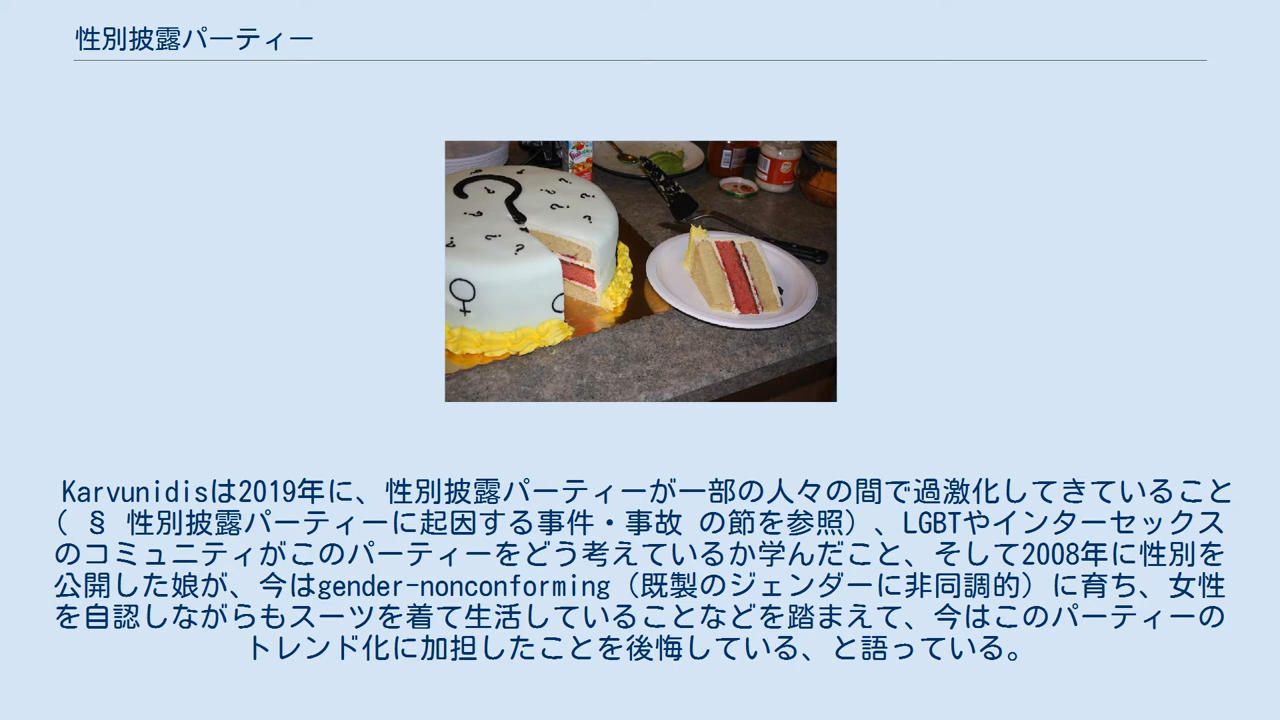 性別披露パーティー
Karvunidisは2019年に、性別披露パーティーが一部の人々の間で過激化してきていること
( § 性別披露パーティーに起因する事件・事故 の節を参照）、LGBTやインターセックス
のコミュニティがこのパーティーをどう考えているか学んだこと、そして2008年に性別を
公開した娘が、今はgender-nonconforming（既製のジェンダーに非同調的）に育ち、女性
を自認しながらもスーツを着て生活していることなどを踏まえて、今はこのパーティーの
トレンド化に加担したことを後悔している、と語っている。